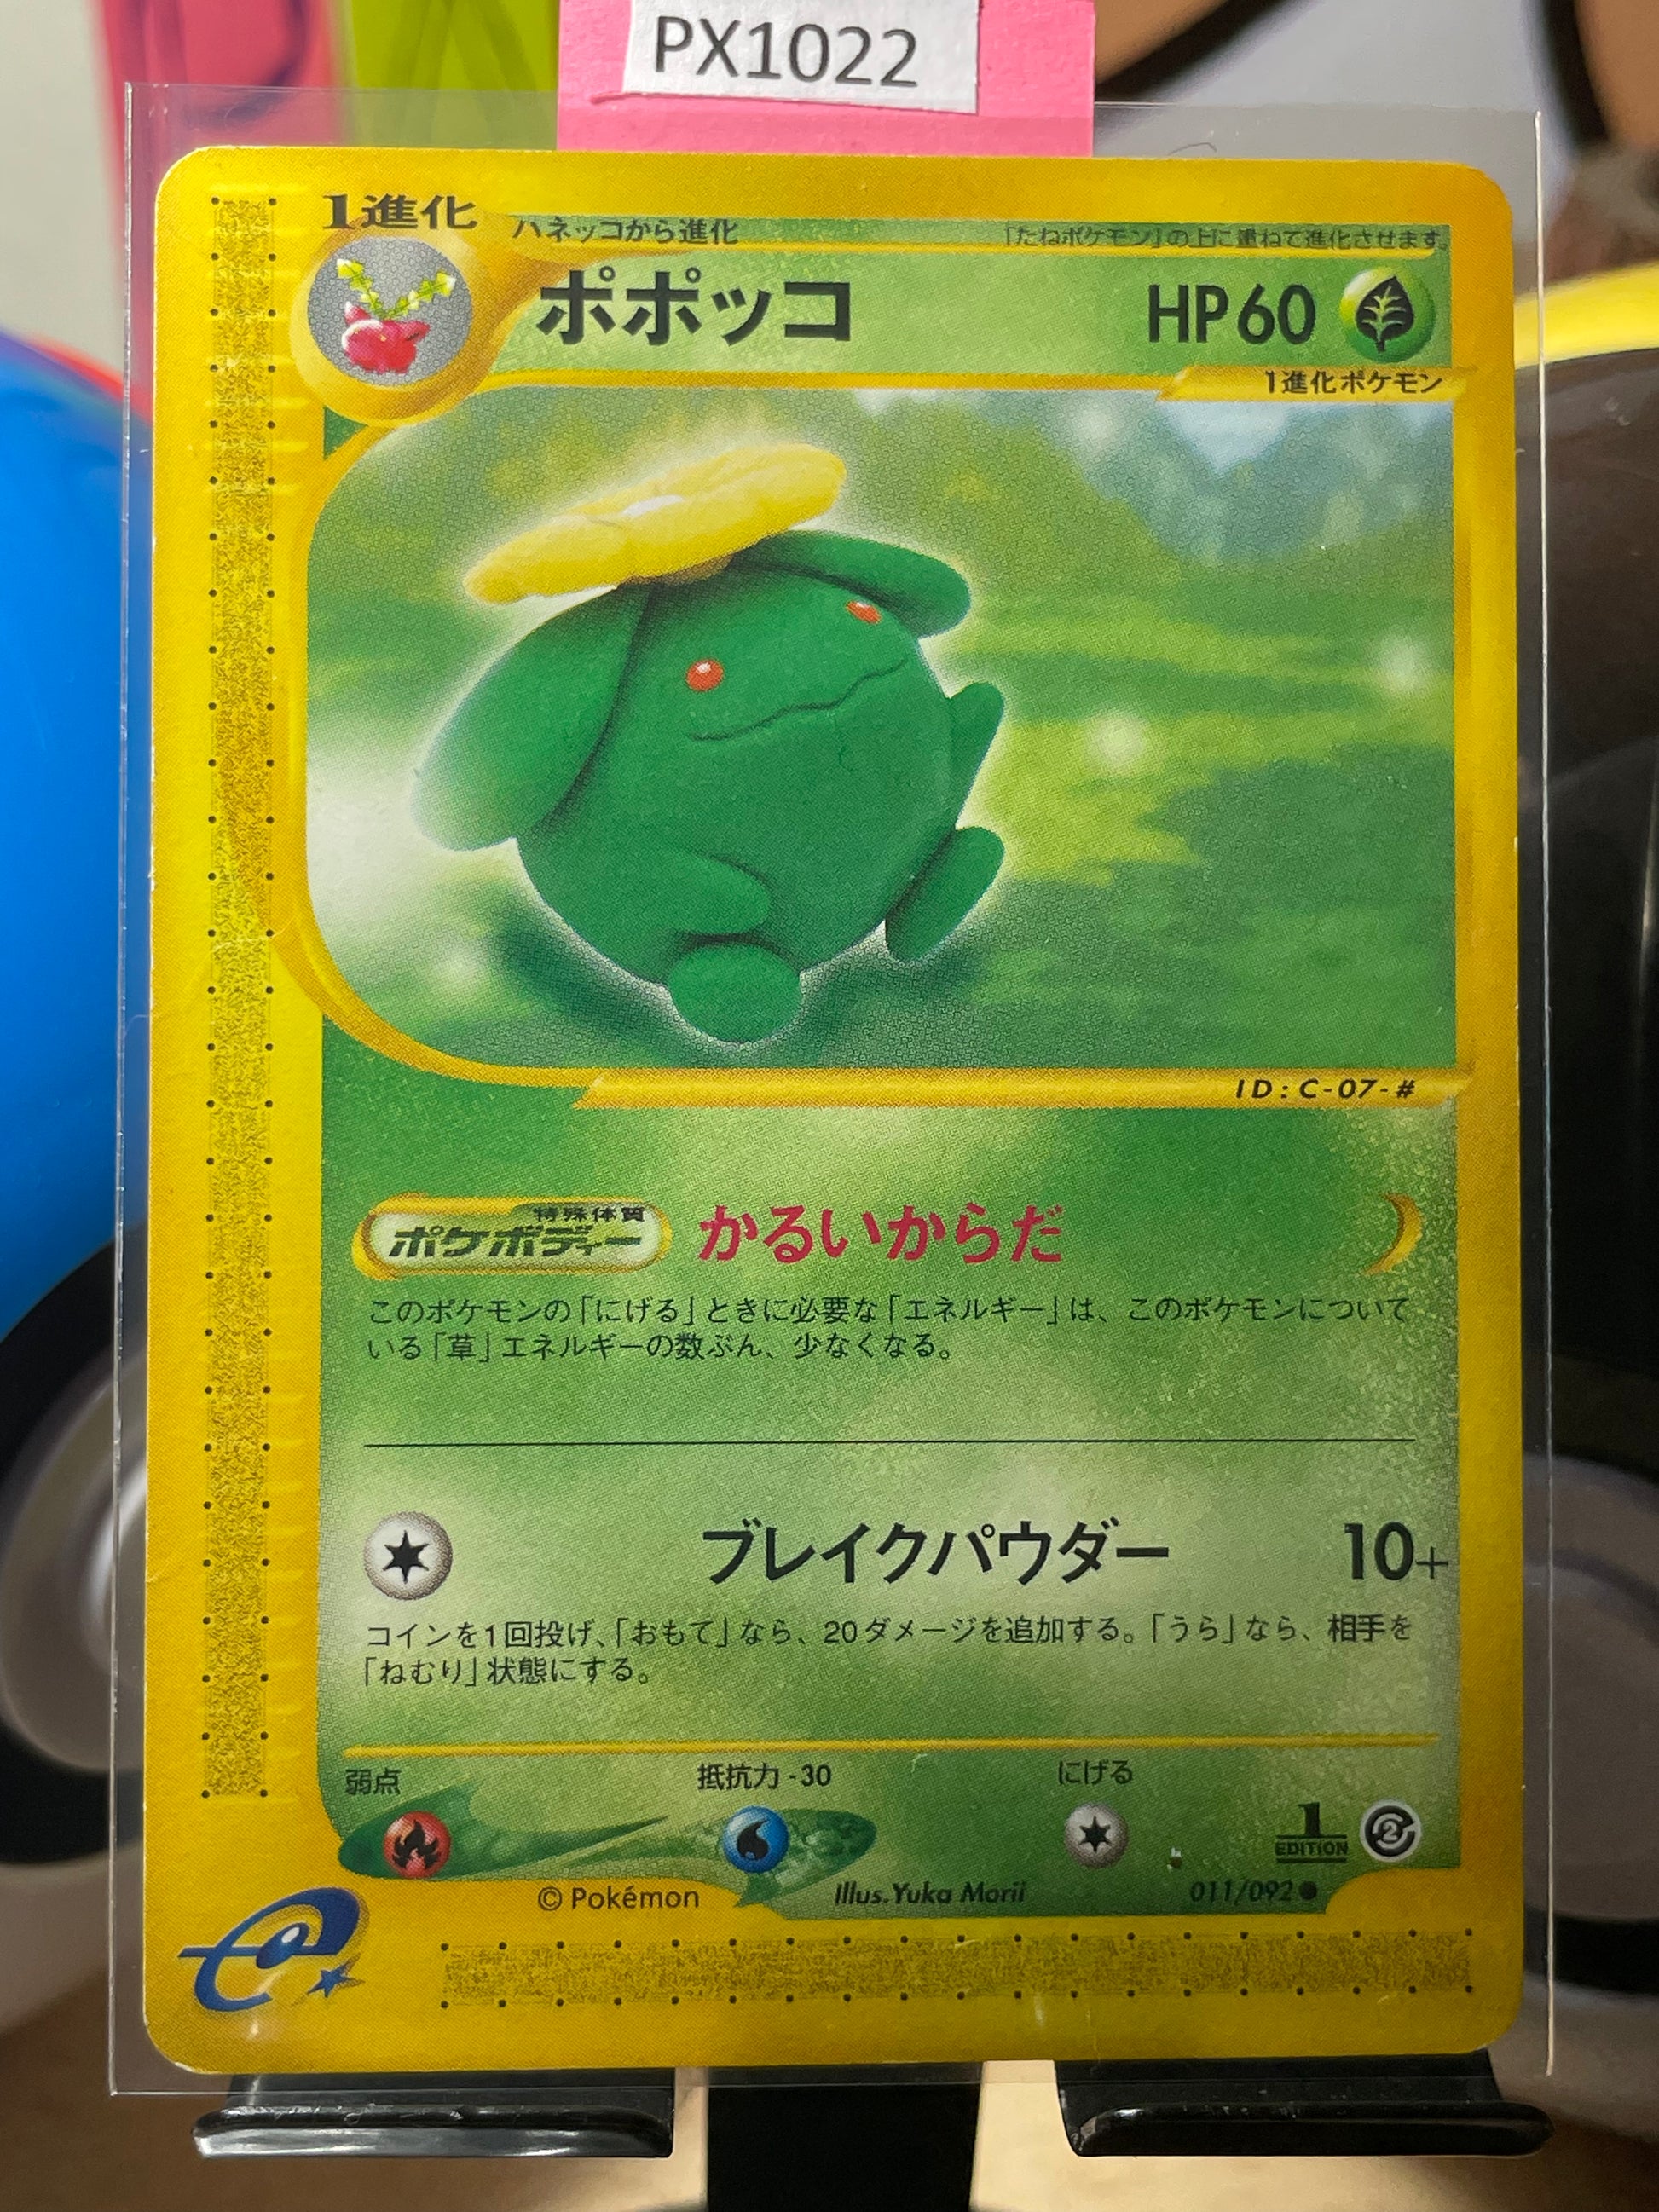 PX1022
1進化
ハネッコから進化
「たねポケモン」の上に重ねて進化させます。
ポポッコ
HP60
1進化ポケモン
ID:C-07-#
特殊体質
ポケボディー
かるいからだ
このポケモンの「にげる」ときに必要な「エネルギー」は、このポケモンについて
いる「草」エネルギーの数ぶん、少なくなる。
ブレイクパウダー
10+
コインを1回投げ、「おもて」なら、20ダメージを追加する。「うら」なら、相手を
「ねむり」状態にする。
弱点
抵抗力 -30
にげる
1
EDITION
2
© Pokémon
Illus.Yuka Morii
011/092●
e